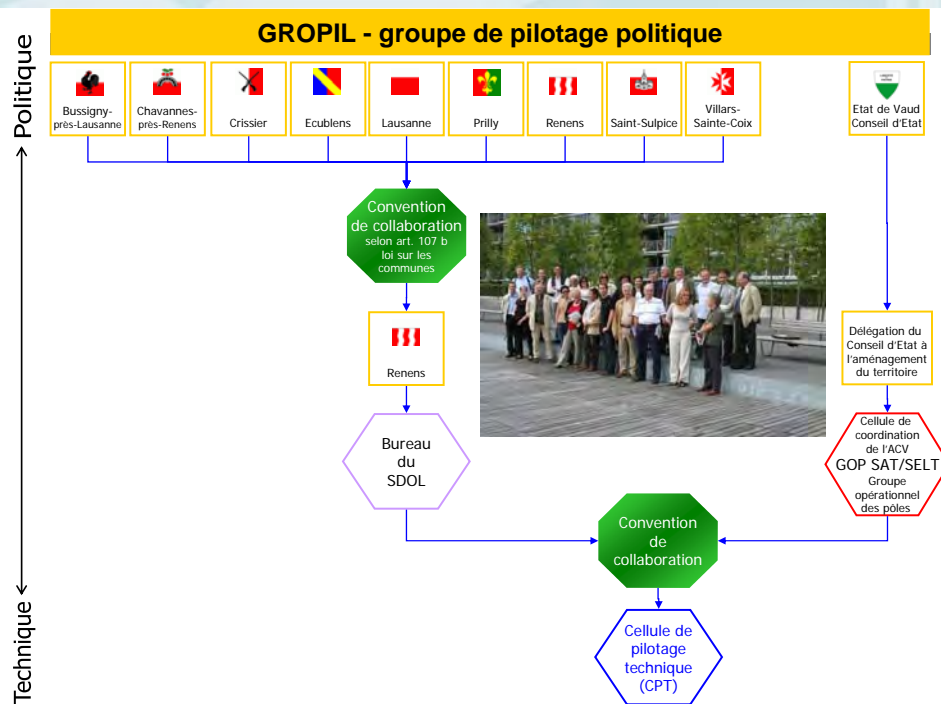 GROPIL - groupe de pilotage politique
Politique
Technique
Bussigny-
près-Lausanne
Chavannes-
près-Renens
Crissier
Ecublens
Lausanne
Prilly
Renens
Saint-Sulpice
Villars-
Sainte-Coix
Etat de Vaud
Conseil d'Etat
Convention
de collaboration
selon art. 107 b
loi sur les
communes
Renens
Délégation du
Conseil d'Etat à
l'aménagement
du territoire
Bureau
du
SDOL
Cellule de
coordination
de l'ACV
GOP SAT/SELT
Groupe
opérationnel
des pôles
Convention
de
collaboration
Cellule de
pilotage
technique
(CPT)